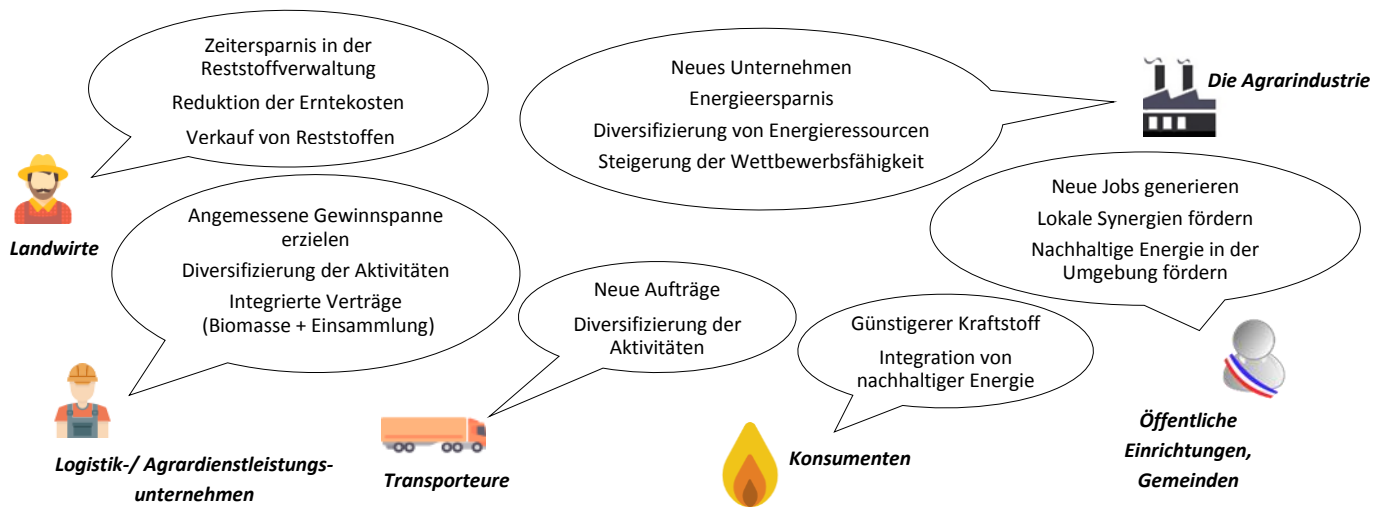 Zeitersparnis in der
Reststoffverwaltung
Reduktion der Erntekosten
Verkauf von Reststoffen
Landwirte
Neues Unternehmen
Energieersparnis
Diversifizierung von Energieressourcen
Steigerung der Wettbewerbsfähigkeit
Die Agrarindustrie
Angemessene Gewinnspanne
erzielen
Diversifizierung der Aktivitäten
Integrierte Verträge
(Biomasse + Einsammlung)
Logistik-/ Agrardienstleistungs-
unternehmen
Neue Aufträge
Diversifizierung der
Aktivitäten
Transporteure
Günstigerer Kraftstoff
Integration von
nachhaltiger Energie
Konsumenten
Neue Jobs generieren
Lokale Synergien fördern
Nachhaltige Energie in der
Umgebung fördern
Öffentliche
Einrichtungen,
Gemeinden